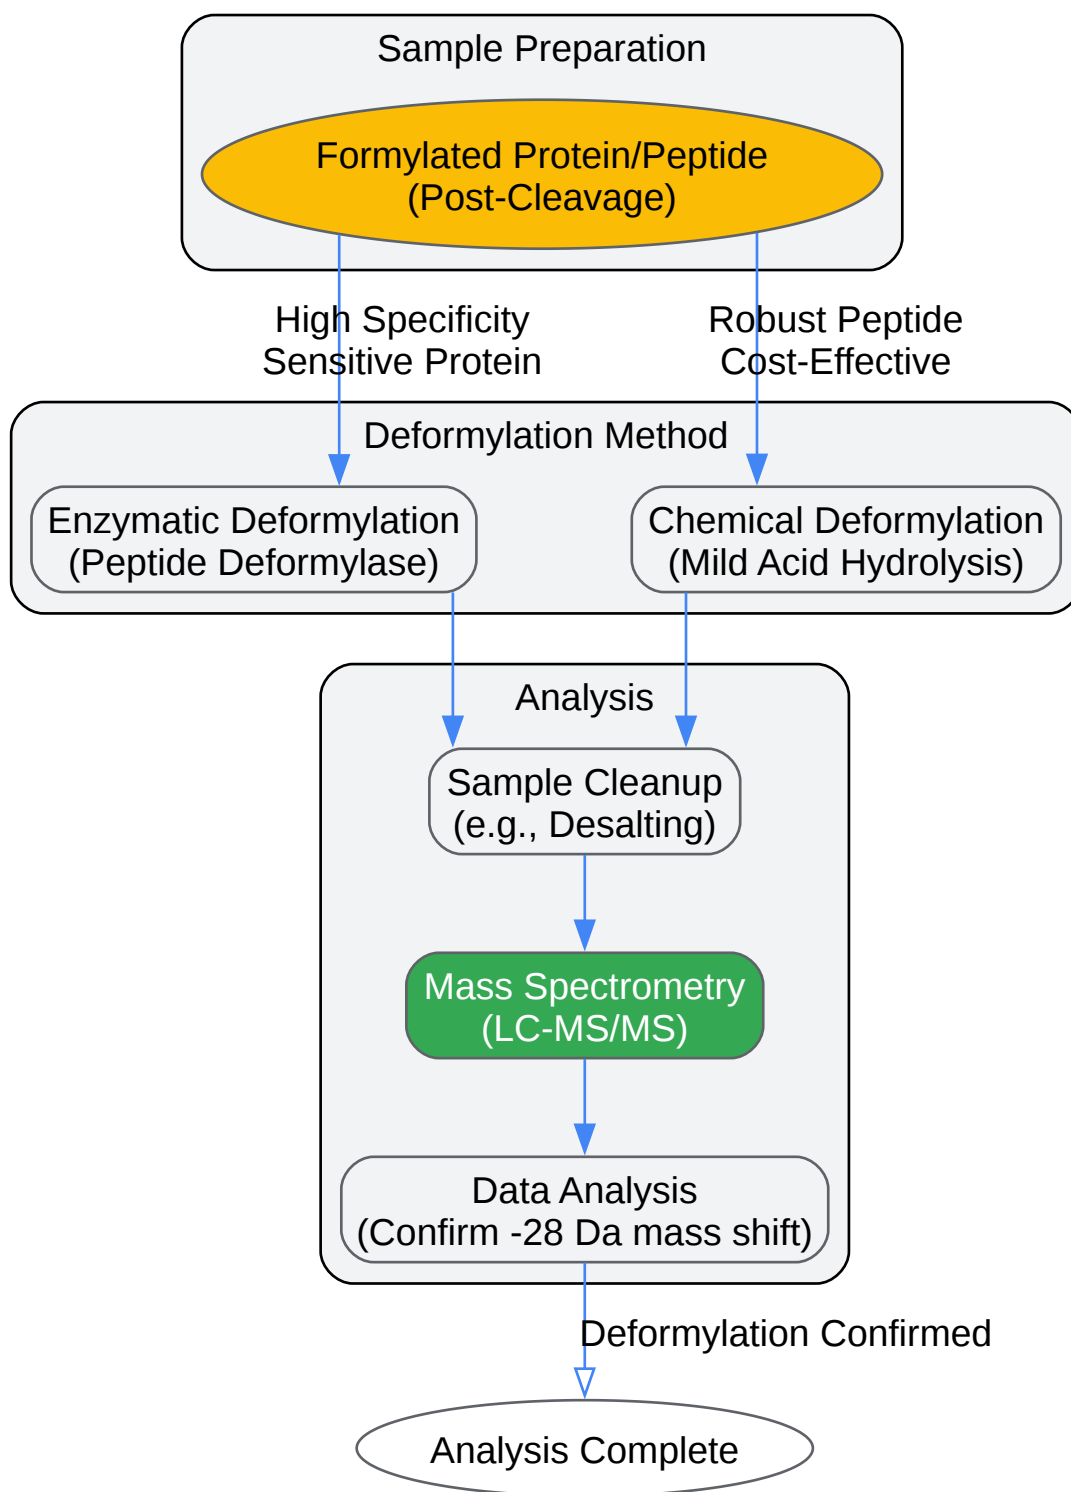 Sample Preparation
Formylated Protein/Peptide
(Post-Cleavage)
High Specificity
Sensitive Protein
Robust Peptide
Cost-Effective
Deformylation Method
Enzymatic Deformylation
(Peptide Deformylase)
Chemical Deformylation
(Mild Acid Hydrolysis)
Analysis
Sample Cleanup
(e.g., Desalting)
Mass Spectrometry
(LC-MS/MS)
Data Analysis
(Confirm -28 Da mass shift)
Deformylation Confirmed
Analysis Complete